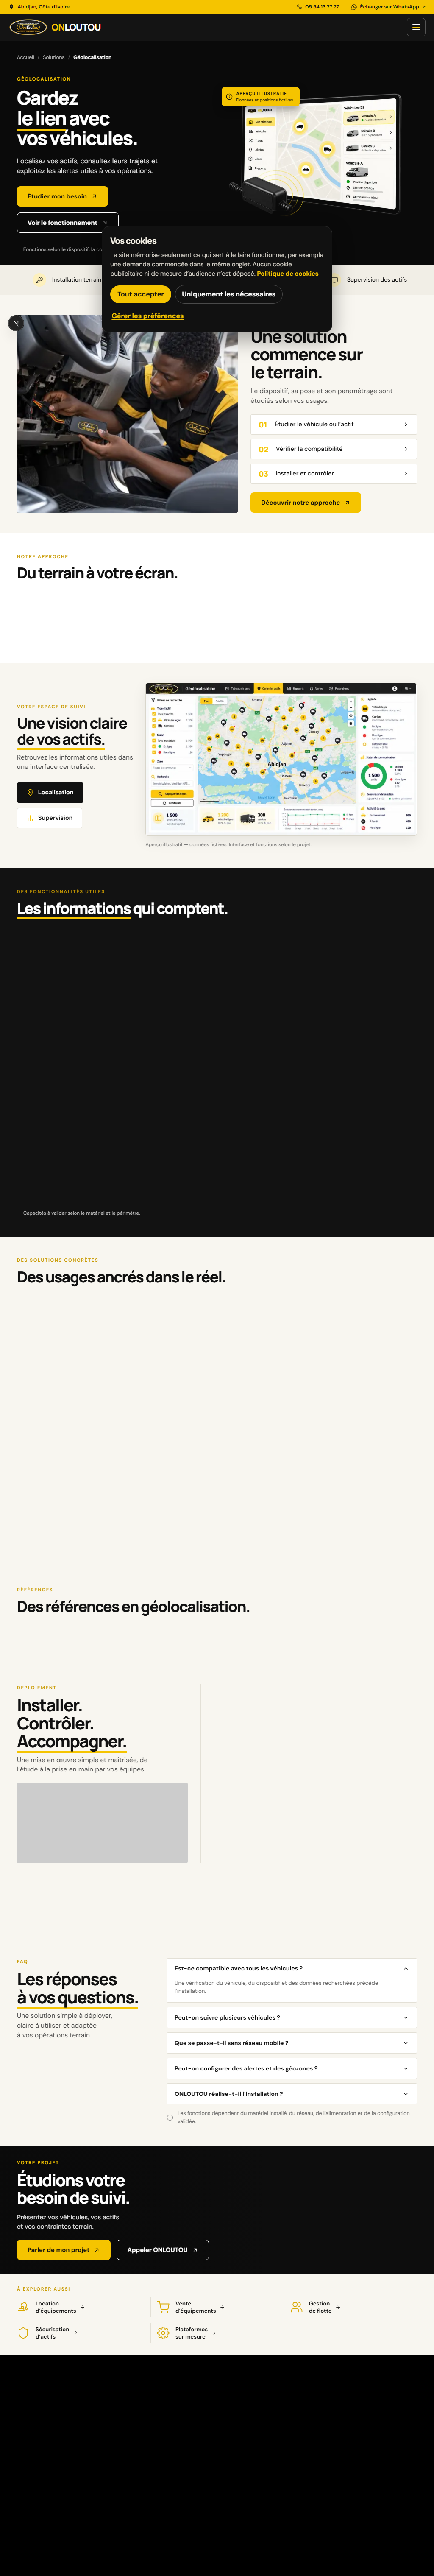 Abidjan, Côte d'Ivoire
05 54 13 77 77
Échanger sur WhatsApp
ONLOUTOU
Accueil / Solutions / Géolocalisation
GÉOLOCALISATION
Gardez
le lien avec
vos véhicules.
Localisez vos actifs, consultez leurs trajets et
exploitez les alertes utiles à vos opérations.
Étudier mon besoin
Voir le fonctionnement
APERÇU ILLUSTRATIF
Données et positions fictives.
Vos cookies
Le site mémorise seulement ce qui sert à le faire fonctionner, par exemple
une demande commencée dans le même onglet. Aucun cookie
publicitaire ni de mesure d'audience n'est déposé. Politique de cookies
Tout accepter
Uniquement les nécessaires
Gérer les préférences
Installation terrain
Supervision des actifs
N
Une solution
commence sur
le terrain.
Le dispositif, sa pose et son paramétrage sont
étudiés selon vos usages.
01 Étudier le véhicule ou l'actif
02 Vérifier la compatibilité
03 Installer et contrôler
Découvrir notre approche
NOTRE APPROCHE
Du terrain à votre écran.
VOTRE ESPACE DE SUIVI
Une vision claire
de vos actifs.
Retrouvez les informations utiles dans
une interface centralisée.
Localisation
Supervision
Géolocalisation
Abidjan
1 500
Aperçu illustratif — données fictives. Interface et fonctions selon le projet.
DES FONCTIONNALITÉS UTILES
Les informations qui comptent.
Capacités à valider selon le matériel et le périmètre.
DES SOLUTIONS CONCRÈTES
Des usages ancrés dans le réel.
RÉFÉRENCES
Des références en géolocalisation.
DÉPLOIEMENT
Installer.
Contrôler.
Accompagner.
Une mise en œuvre simple et maîtrisée, de
l'étude à la prise en main par vos équipes.
FAQ
Les réponses
à vos questions.
Une solution simple à déployer,
claire à utiliser et adaptée
à vos opérations terrain.
Est-ce compatible avec tous les véhicules ?
Une vérification du véhicule, du dispositif et des données recherchées précède
l'installation.
Peut-on suivre plusieurs véhicules ?
Que se passe-t-il sans réseau mobile ?
Peut-on configurer des alertes et des géozones ?
ONLOUTOU réalise-t-il l'installation ?
Les fonctions dépendent du matériel installé, du réseau, de l'alimentation et de la configuration
validée.
VOTRE PROJET
Étudions votre
besoin de suivi.
Présentez vos véhicules, vos actifs
et vos contraintes terrain.
Parler de mon projet
Appeler ONLOUTOU
À EXPLORER AUSSI
Location
d'équipements
Vente
d'équipements
Gestion
de flotte
Sécurisation
d'actifs
Plateformes
sur mesure